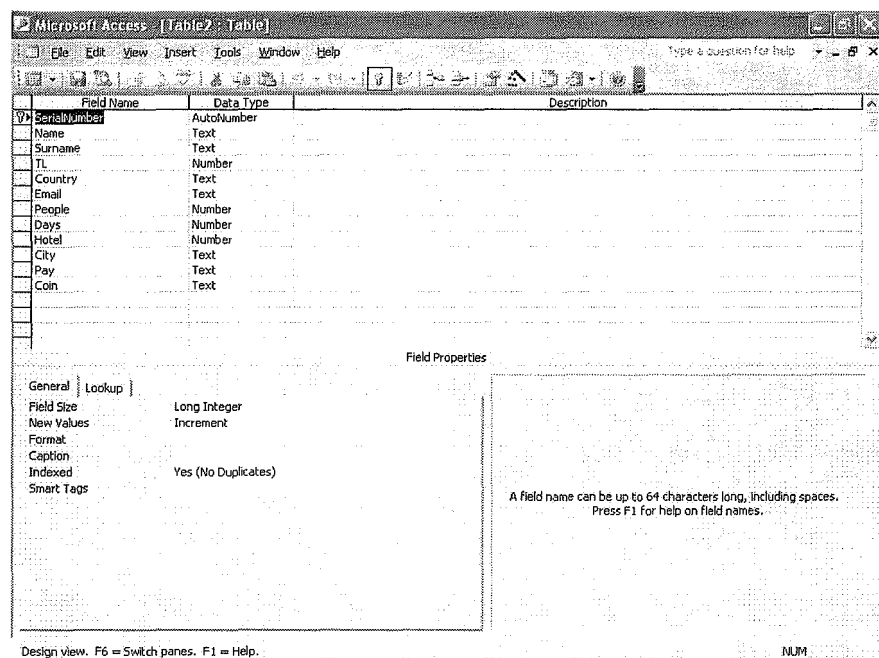 Microsoft Access - [Table2 : Table]
File Edit View Insert Tools Window Help Type a question for help
Field Name Data Type Description
SerialNumber AutoNumber
Name Text
Surname Text
TL Number
Country Text
Email Text
People Number
Days Number
Hotel Number
City Text
Pay Text
Coin Text
Field Properties
General Lookup
Field Size Long Integer
New Values Increment
Format
Caption
Indexed Yes (No Duplicates)
Smart Tags
A field name can be up to 64 characters long, including spaces.
Press F1 for help on field names.
Design view. F6 = Switch panes. F1 = Help. NUM